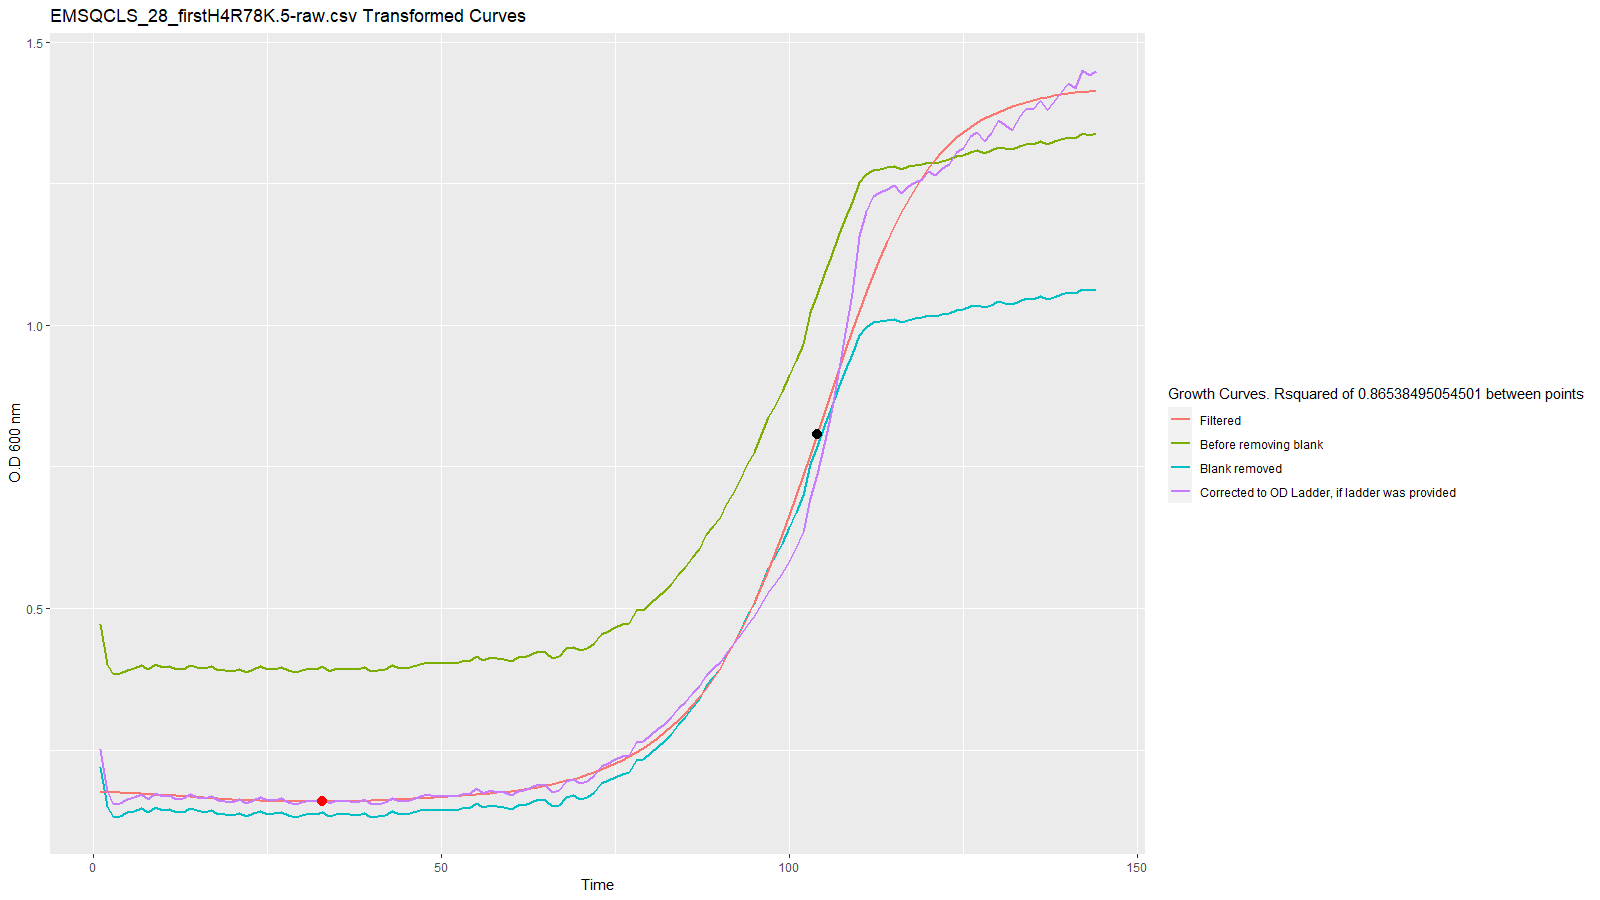 EMSQCLS_28_firstH4R78K.5-raw.csv Transformed Curves
1.5
1.0
0.5
O.D 600 nm
0
50
100
150
Time
Growth Curves. Rsquared of 0.86538495054501 between points
Filtered
Before removing blank
Blank removed
Corrected to OD Ladder, if ladder was provided